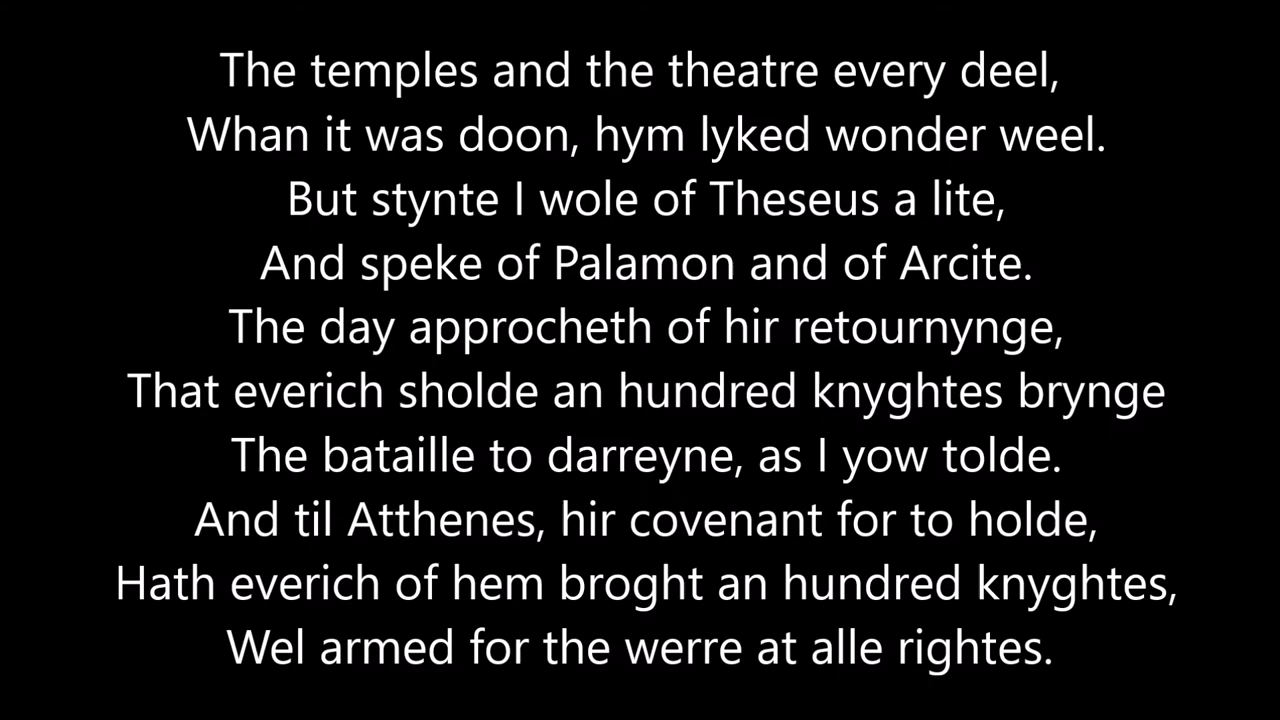 The temples and the theatre every deel,
Whan it was doon, hym lyked wonder weel.
But stynte I wole of Theseus a lite,
And speke of Palamon and of Arcite.
The day approcheth of hir retournynge,
That everich sholde an hundred knyghtes brynge
The bataille to darreyne, as I yow tolde.
And til Atthenes, hir covenant for to holde,
Hath everich of hem broght an hundred knyghtes,
Wel armed for the werre at alle rightes.